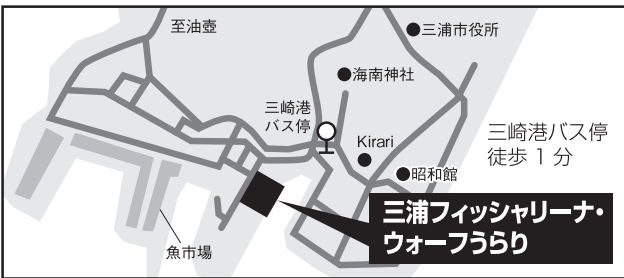 至油壺
三浦市役所
海南神社
三崎港
バス停
Kirari
三崎港バス停
徒歩1分
昭和館
三浦フィッシャリーナ・
ウォーフうらり
魚市場